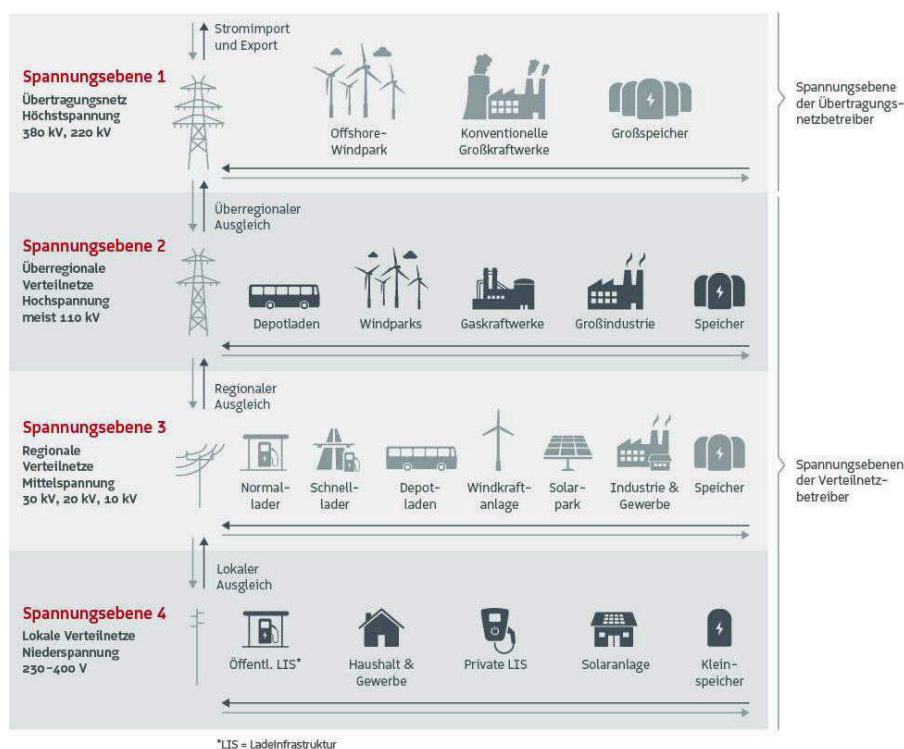 Stromimport
und Export
Spannungsebene 1
Übertragungsnetz
Höchstspannung
380 kV, 220 kV
Offshore-
Windpark
Konventionelle
Großkraftwerke
Großspeicher
Spannungsebene
der Übertragungs-
netzbetreiber
Überregionaler
Ausgleich
Spannungsebene 2
Überregionale
Verteilnetze
Hochspannung
meist 110 kV
Depotladen
Windparks
Gaskraftwerke
Großindustrie
Speicher
Regionaler
Ausgleich
Spannungsebene 3
Regionale
Verteilnetze
Mittelspannung
30 kV, 20 kV, 10 kV
Normal-
lader
Schnell-
lader
Depot-
laden
Windkraft-
anlage
Solar-
park
Industrie &
Gewerbe
Speicher
Spannungsebenen
der Verteilnetz-
betreiber
Lokaler
Ausgleich
Spannungsebene 4
Lokale Verteilnetze
Niederspannung
230–400 V
Öffentl. LIS*
Haushalt &
Gewerbe
Private LIS
Solaranlage
Klein-
speicher
*LIS = Ladeinfrastruktur